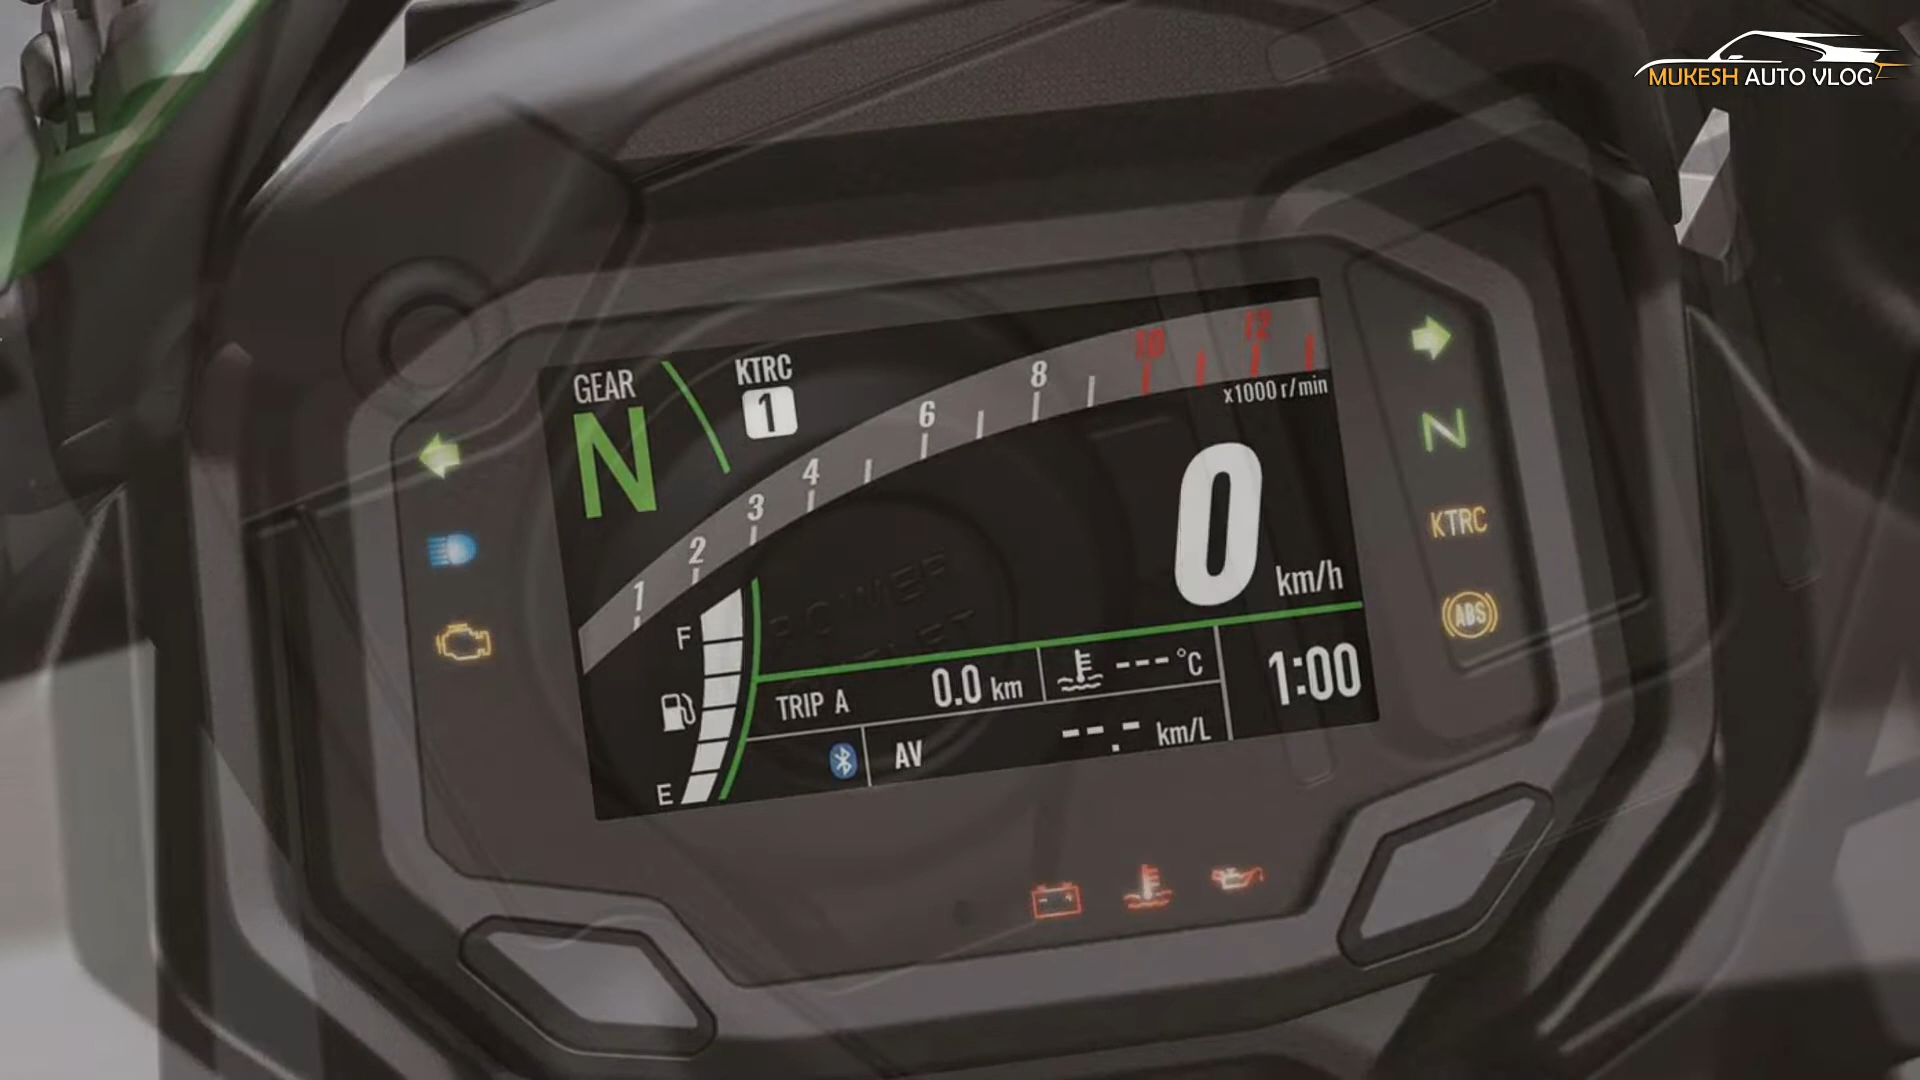 MUKESH AUTO VLOG
GEAR
N
KTRC
1
1 2 3 4 6 8 10 12
x1000 r/min
0 km/h
N
KTRC
ABS
F
E
TRIP A 0.0 km
---°C
1:00
AV --.- km/L
POWER